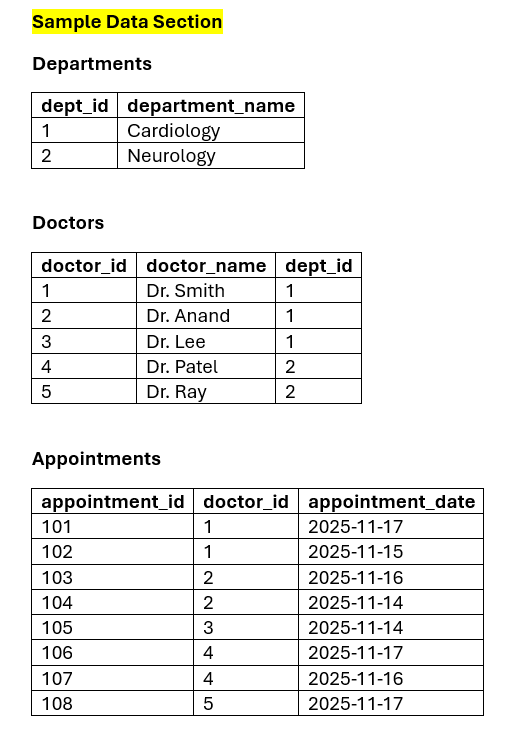 Sample Data Section
Departments
dept_id department_name
1 Cardiology
2 Neurology
Doctors
doctor_id doctor_name dept_id
1 Dr. Smith 1
2 Dr. Anand 1
3 Dr. Lee 1
4 Dr. Patel 2
5 Dr. Ray 2
Appointments
appointment_id doctor_id appointment_date
101 1 2025-11-17
102 1 2025-11-15
103 2 2025-11-16
104 2 2025-11-14
105 3 2025-11-14
106 4 2025-11-17
107 4 2025-11-16
108 5 2025-11-17